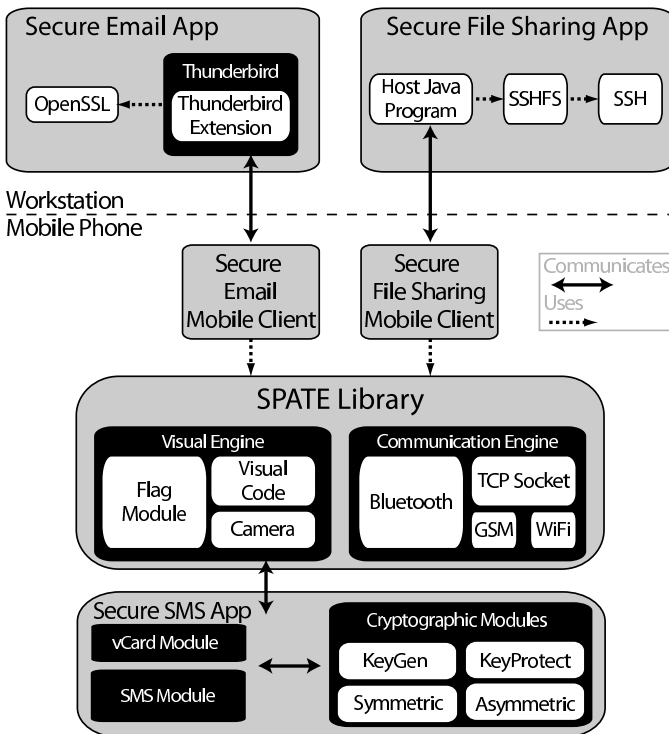 Secure Email App
Thunderbird
OpenSSL
Thunderbird
Extension
Secure File Sharing App
Host Java
Program
SSHFS
SSH
Workstation
Mobile Phone
Secure
Email
Mobile Client
Secure
File Sharing
Mobile Client
Communicates
Uses
SPATE Library
Visual Engine
Flag
Module
Visual
Code
Camera
Communication Engine
Bluetooth
TCP Socket
GSM
WiFi
Secure SMS App
vCard Module
SMS Module
Cryptographic Modules
KeyGen
KeyProtect
Symmetric
Asymmetric